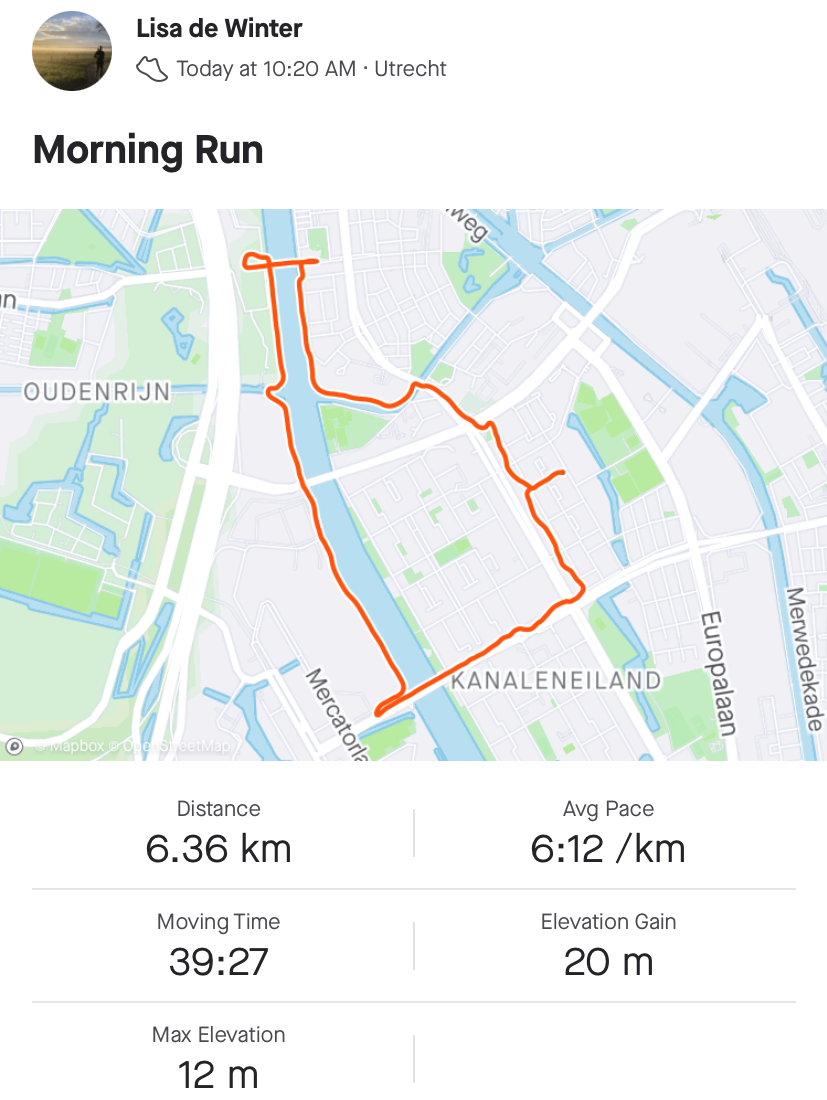 Lisa de Winter
Today at 10:20 AM · Utrecht
Morning Run
weg
n
OUDENRIJN
KANALENEILAND
Europalaan
Merwedekade
Mercatorla
© Mapbox © OpenStreetMap
Distance
6.36 km
Avg Pace
6:12 /km
Moving Time
39:27
Elevation Gain
20 m
Max Elevation
12 m